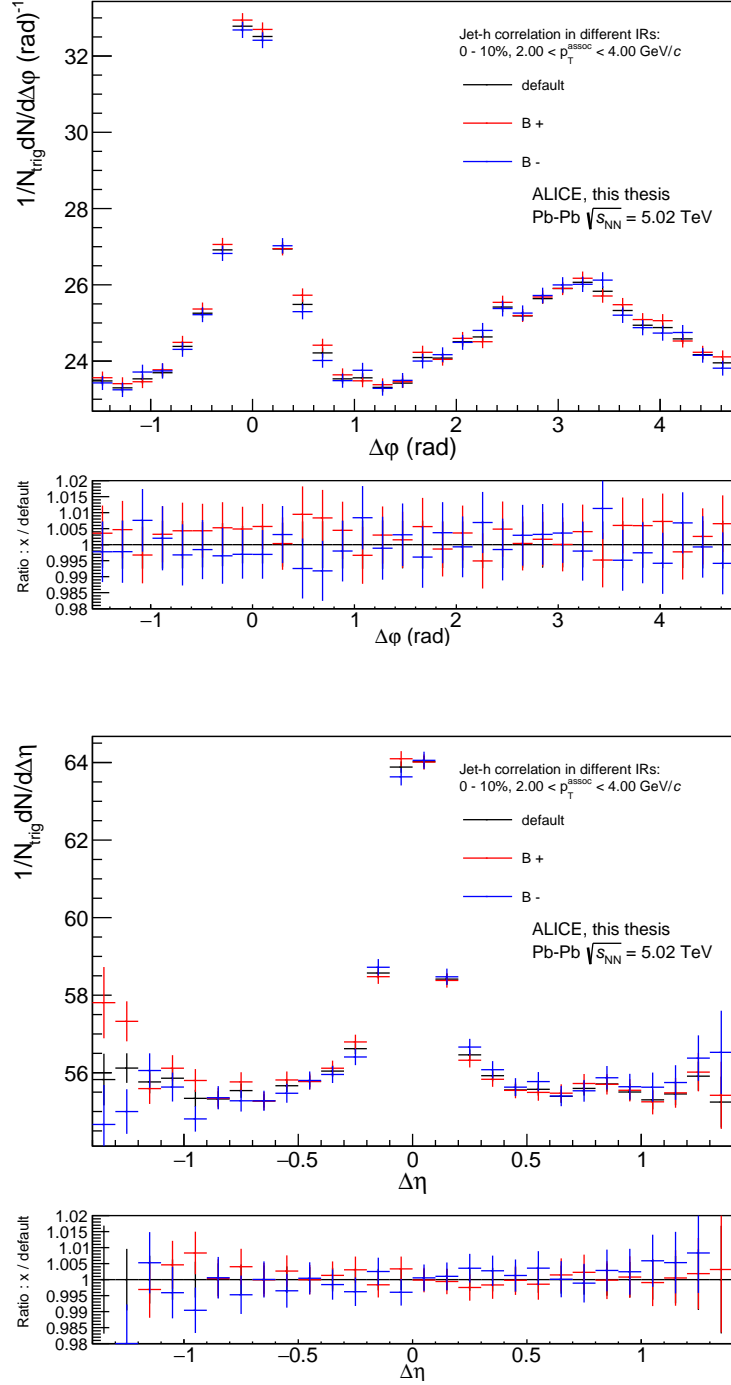 1/N_trig dN/dΔφ (rad)⁻¹
32
30
28
26
24
Jet-h correlation in different IRs:
0 - 10%, 2.00 < p_T^assoc < 4.00 GeV/c
default
B +
B -
ALICE, this thesis
Pb-Pb √s_NN = 5.02 TeV
−1 0 1 2 3 4
Δφ (rad)
Ratio : x / default
1.02
1.015
1.01
1.005
1
0.995
0.99
0.985
0.98
−1 0 1 2 3 4
Δφ (rad)
1/N_trig dN/dΔη
64
62
60
58
56
Jet-h correlation in different IRs:
0 - 10%, 2.00 < p_T^assoc < 4.00 GeV/c
default
B +
B -
ALICE, this thesis
Pb-Pb √s_NN = 5.02 TeV
−1 −0.5 0 0.5 1
Δη
Ratio : x / default
1.02
1.015
1.01
1.005
1
0.995
0.99
0.985
0.98
−1 −0.5 0 0.5 1
Δη